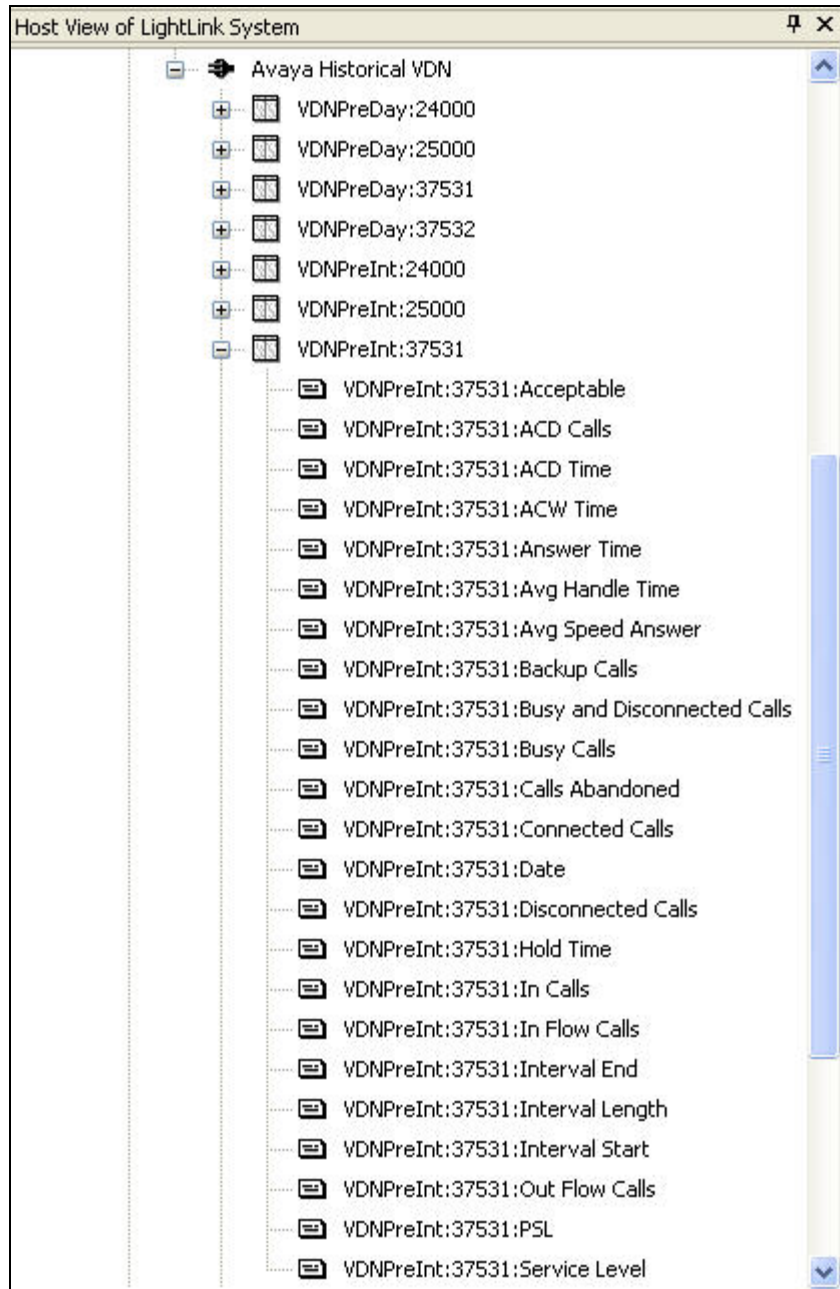 Host View of LightLink System
Avaya Historical VDN
VDNPreDay:24000
VDNPreDay:25000
VDNPreDay:37531
VDNPreDay:37532
VDNPreInt:24000
VDNPreInt:25000
VDNPreInt:37531
VDNPreInt:37531:Acceptable
VDNPreInt:37531:ACD Calls
VDNPreInt:37531:ACD Time
VDNPreInt:37531:ACW Time
VDNPreInt:37531:Answer Time
VDNPreInt:37531:Avg Handle Time
VDNPreInt:37531:Avg Speed Answer
VDNPreInt:37531:Backup Calls
VDNPreInt:37531:Busy and Disconnected Calls
VDNPreInt:37531:Busy Calls
VDNPreInt:37531:Calls Abandoned
VDNPreInt:37531:Connected Calls
VDNPreInt:37531:Date
VDNPreInt:37531:Disconnected Calls
VDNPreInt:37531:Hold Time
VDNPreInt:37531:In Calls
VDNPreInt:37531:In Flow Calls
VDNPreInt:37531:Interval End
VDNPreInt:37531:Interval Length
VDNPreInt:37531:Interval Start
VDNPreInt:37531:Out Flow Calls
VDNPreInt:37531:PSL
VDNPreInt:37531:Service Level